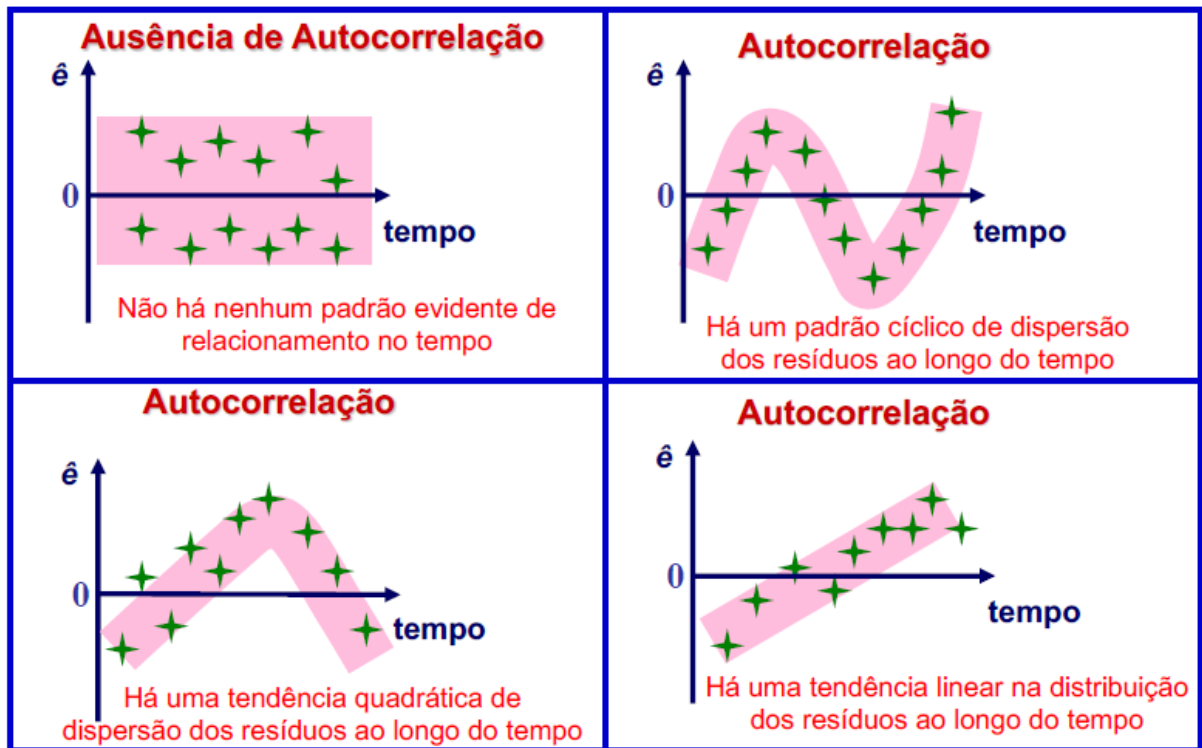 Ausência de Autocorrelação
ê
0
tempo
Não há nenhum padrão evidente de
relacionamento no tempo
Autocorrelação
ê
0
tempo
Há um padrão cíclico de dispersão
dos resíduos ao longo do tempo
Autocorrelação
ê
0
tempo
Há uma tendência quadrática de
dispersão dos resíduos ao longo do tempo
Autocorrelação
ê
0
tempo
Há uma tendência linear na distribuição
dos resíduos ao longo do tempo